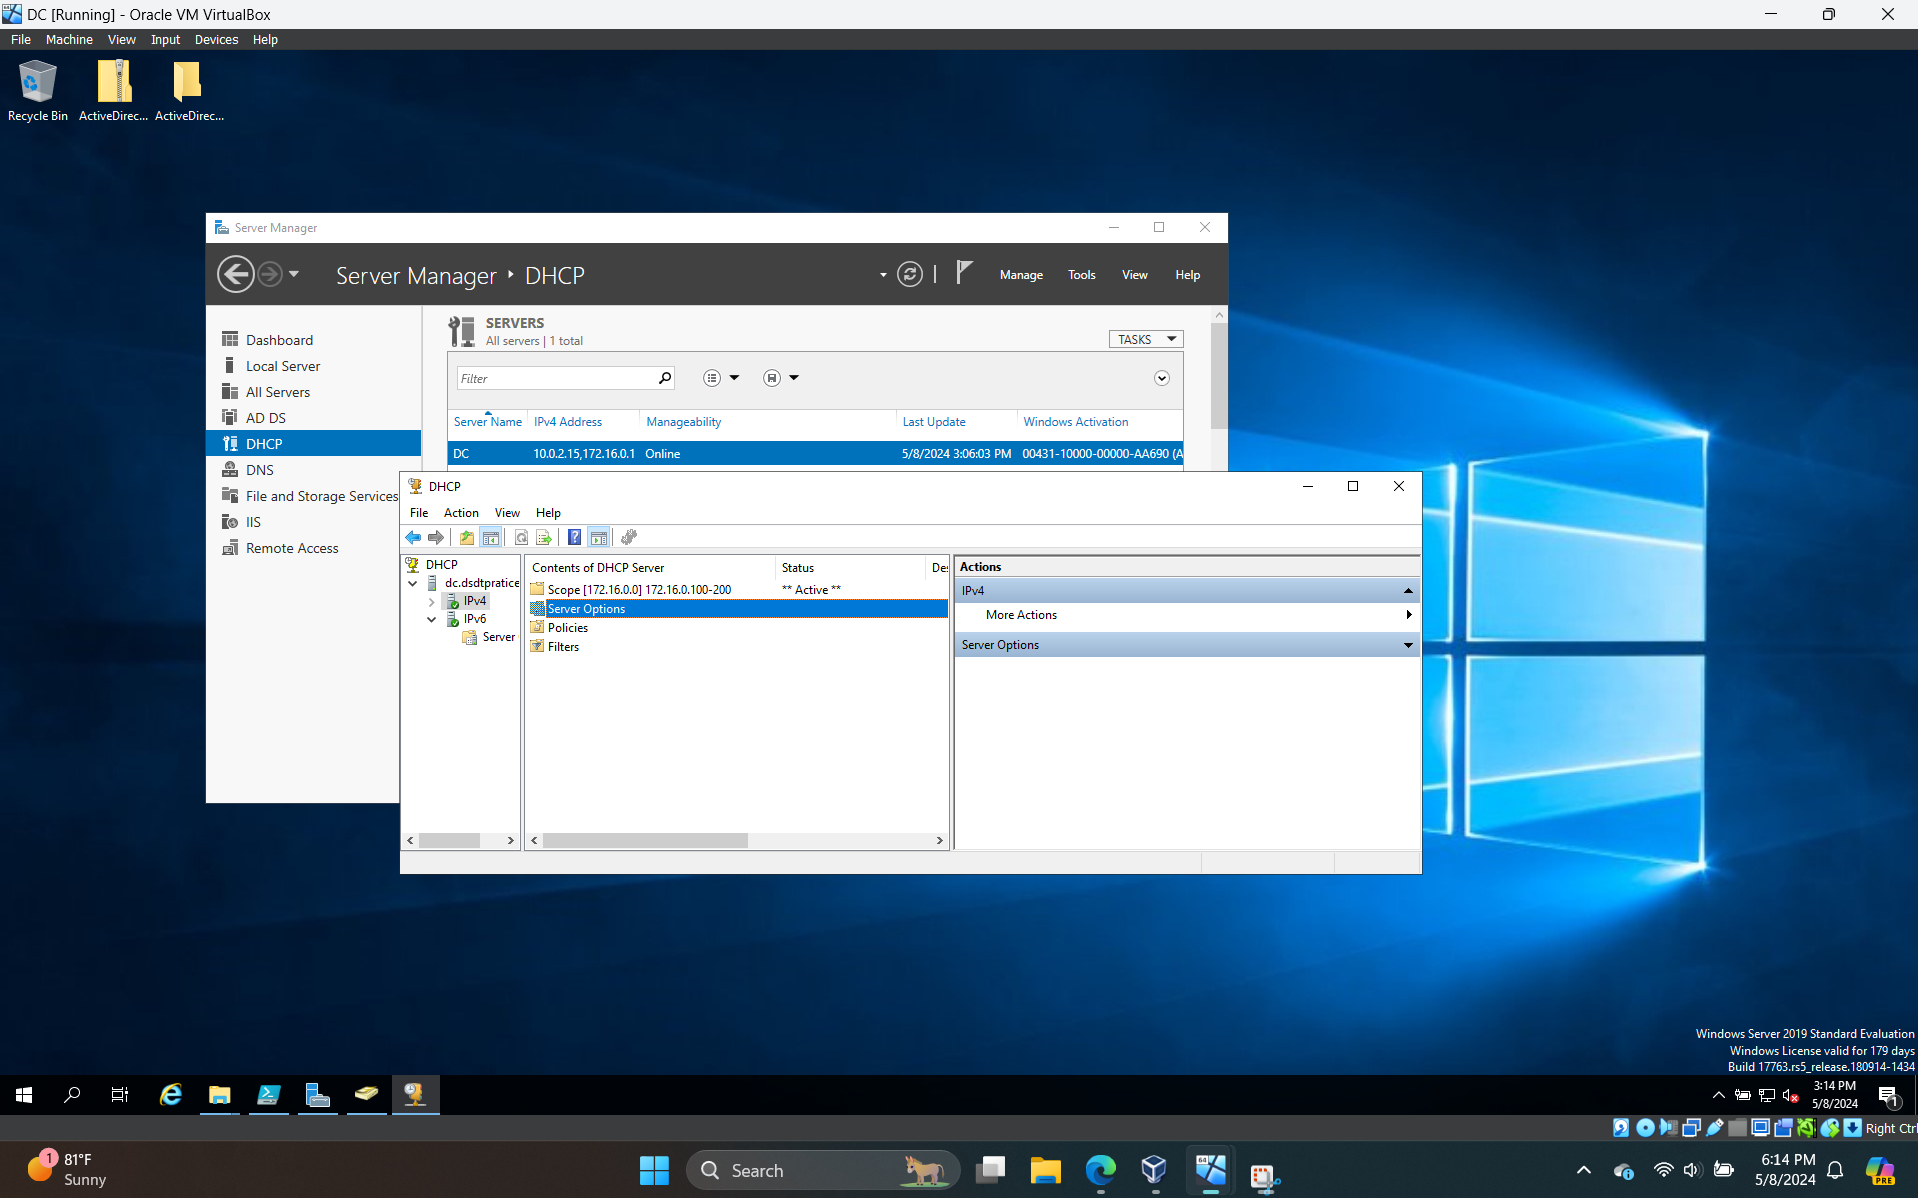 DC [Running] - Oracle VM VirtualBox
File Machine View Input Devices Help
Recycle Bin ActiveDirec... ActiveDirec...
Server Manager
Server Manager DHCP
Manage Tools View Help
Dashboard
Local Server
All Servers
AD DS
DHCP
DNS
File and Storage Services
IIS
Remote Access
SERVERS
All servers | 1 total
TASKS
Filter
Server Name IPv4 Address Manageability Last Update Windows Activation
DC 10.0.2.15,172.16.0.1 Online 5/8/2024 3:06:03 PM 00431-10000-00000-AA690 (A
DHCP
File Action View Help
DHCP
dc.dsdtpratice
IPv4
IPv6
Server
Contents of DHCP Server Status Des
Scope [172.16.0.0] 172.16.0.100-200 ** Active **
Server Options
Policies
Filters
Actions
IPv4
More Actions
Server Options
Windows Server 2019 Standard Evaluation
Windows License valid for 179 days
Build 17763.rs5_release.180914-1434
3:14 PM
5/8/2024
1
Right Ctrl
1
81°F
Sunny
Search
64
PRE
6:14 PM
5/8/2024